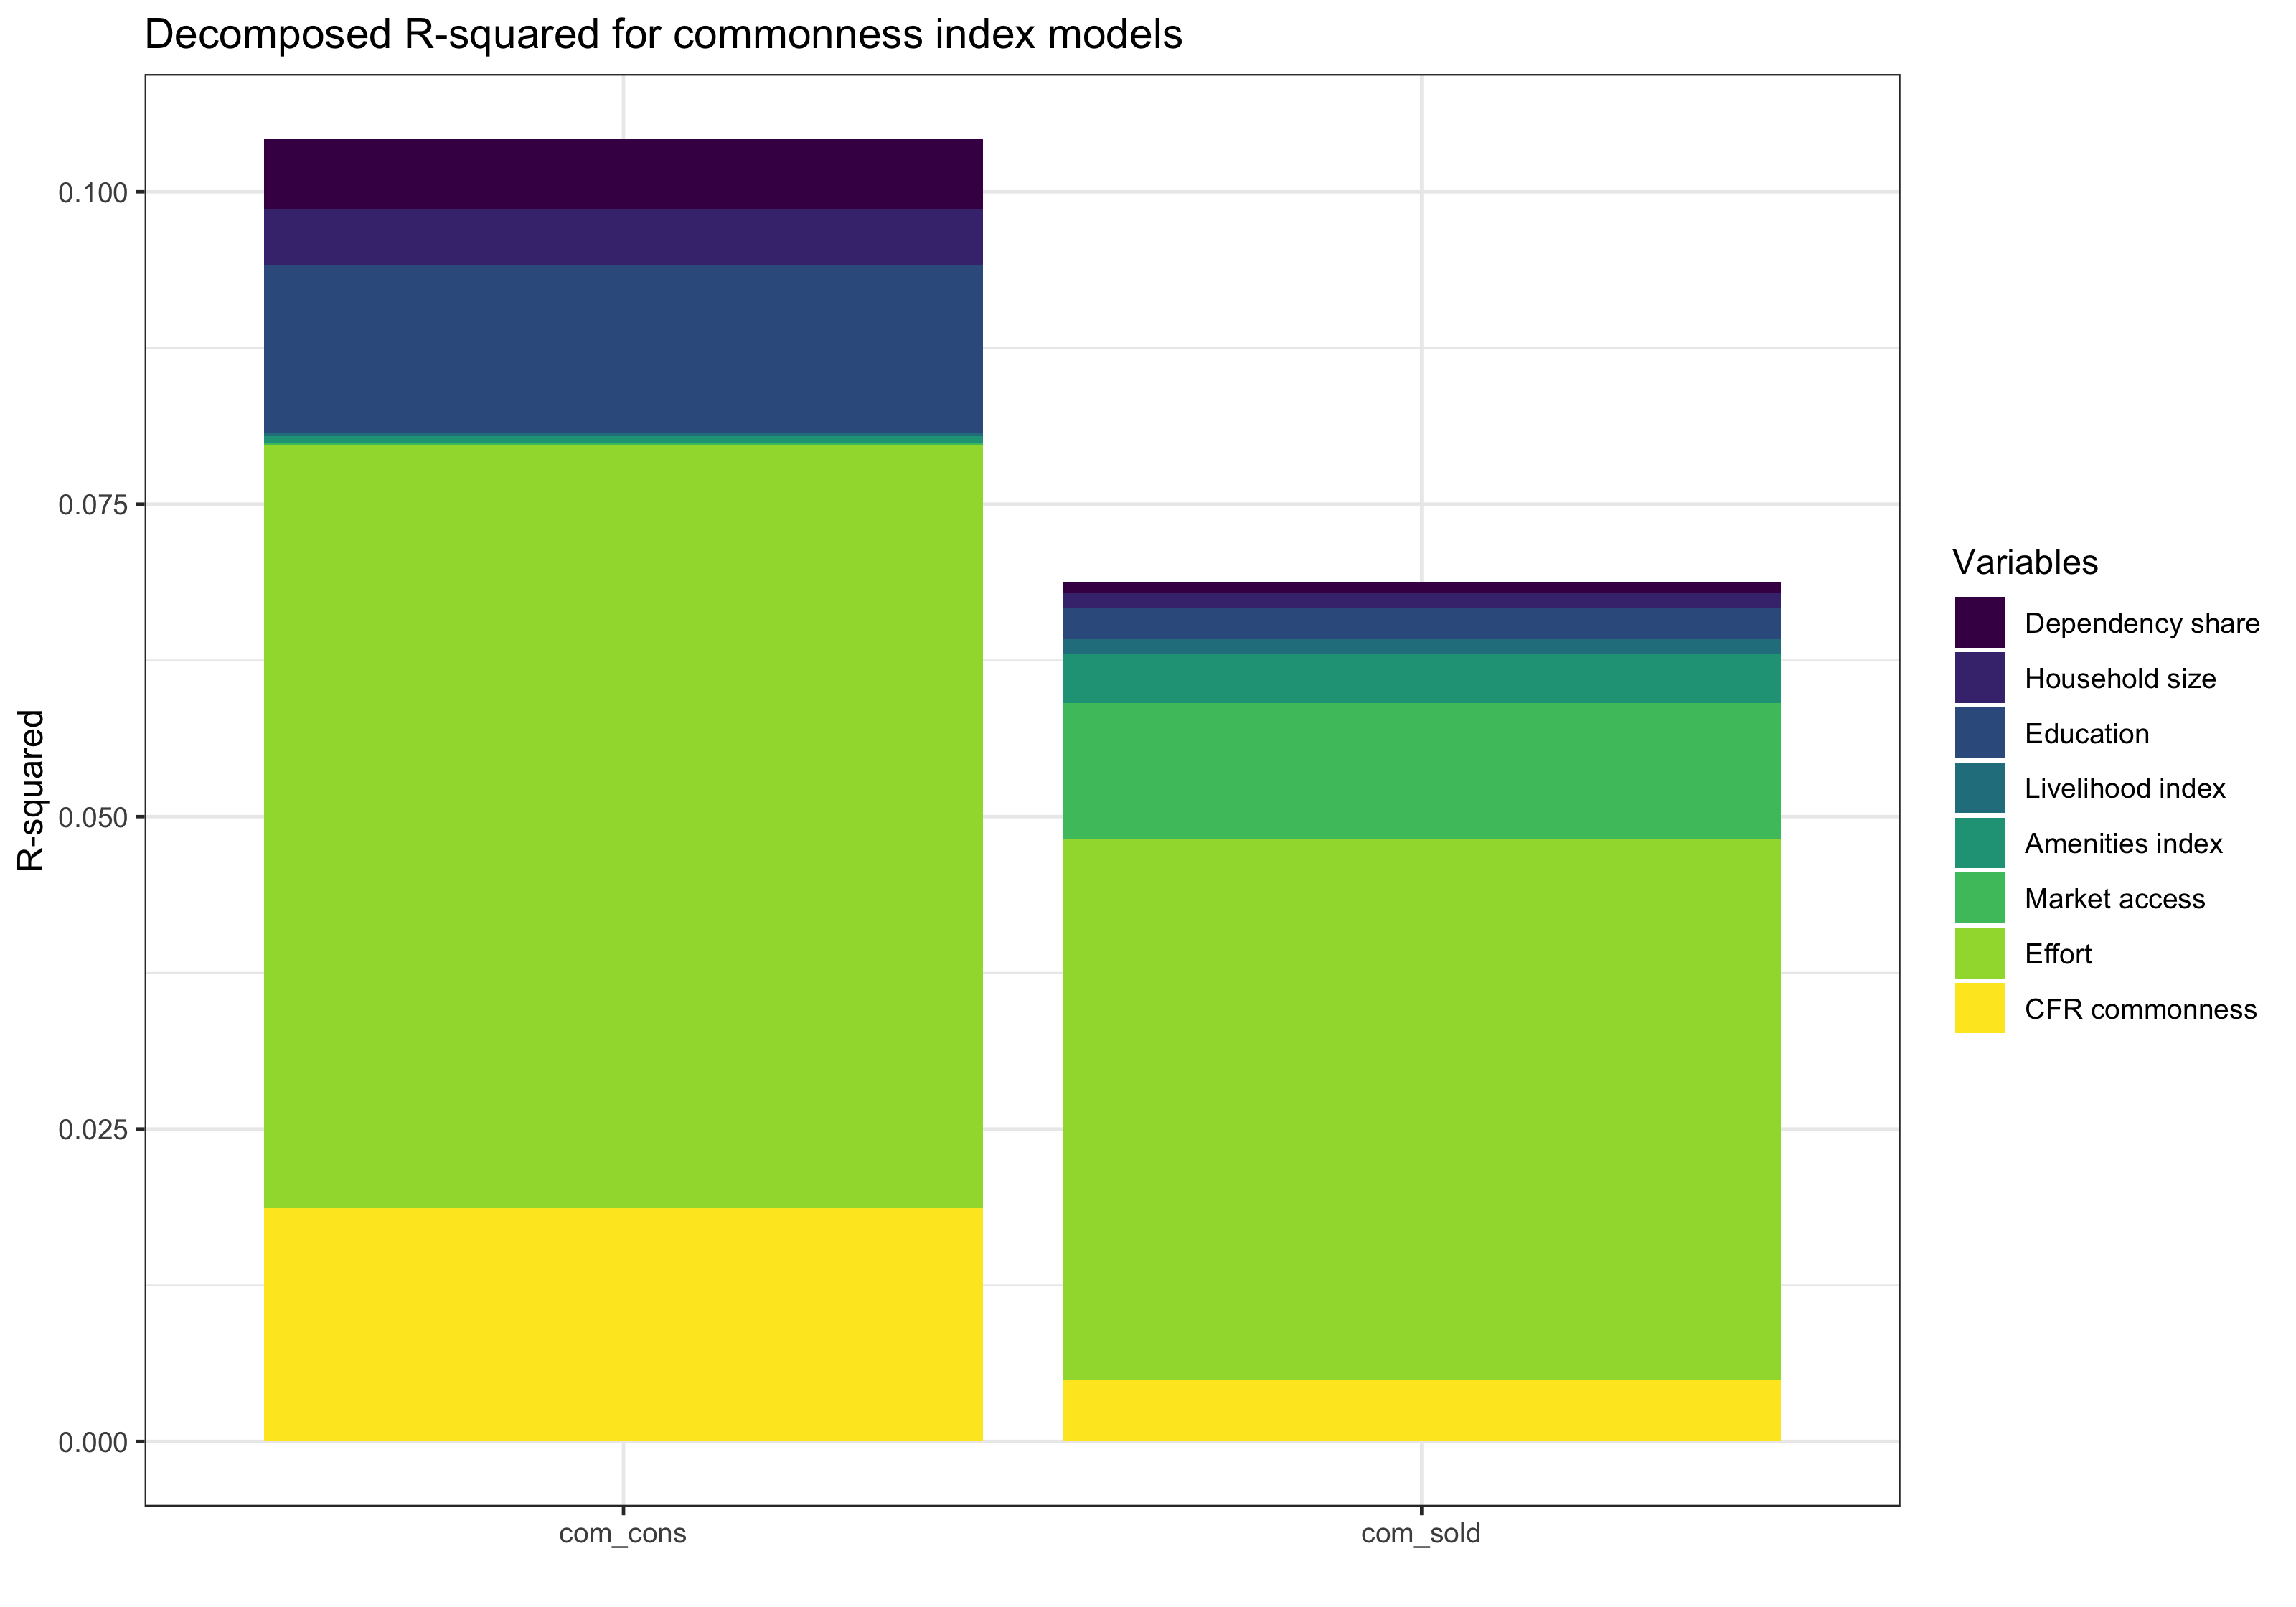 Decomposed R-squared for commonness index models
R-squared
0.100
0.075
0.050
0.025
0.000
com_cons
com_sold
Variables
Dependency share
Household size
Education
Livelihood index
Amenities index
Market access
Effort
CFR commonness